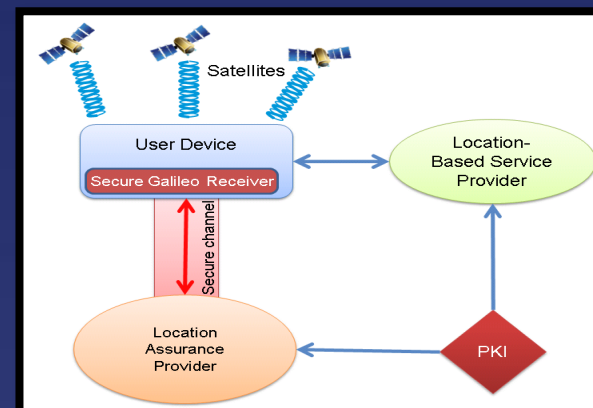 Satellites
User Device
Secure Galileo Receiver
Location-
Based Service
Provider
Secure channel
Location
Assurance
Provider
PKI